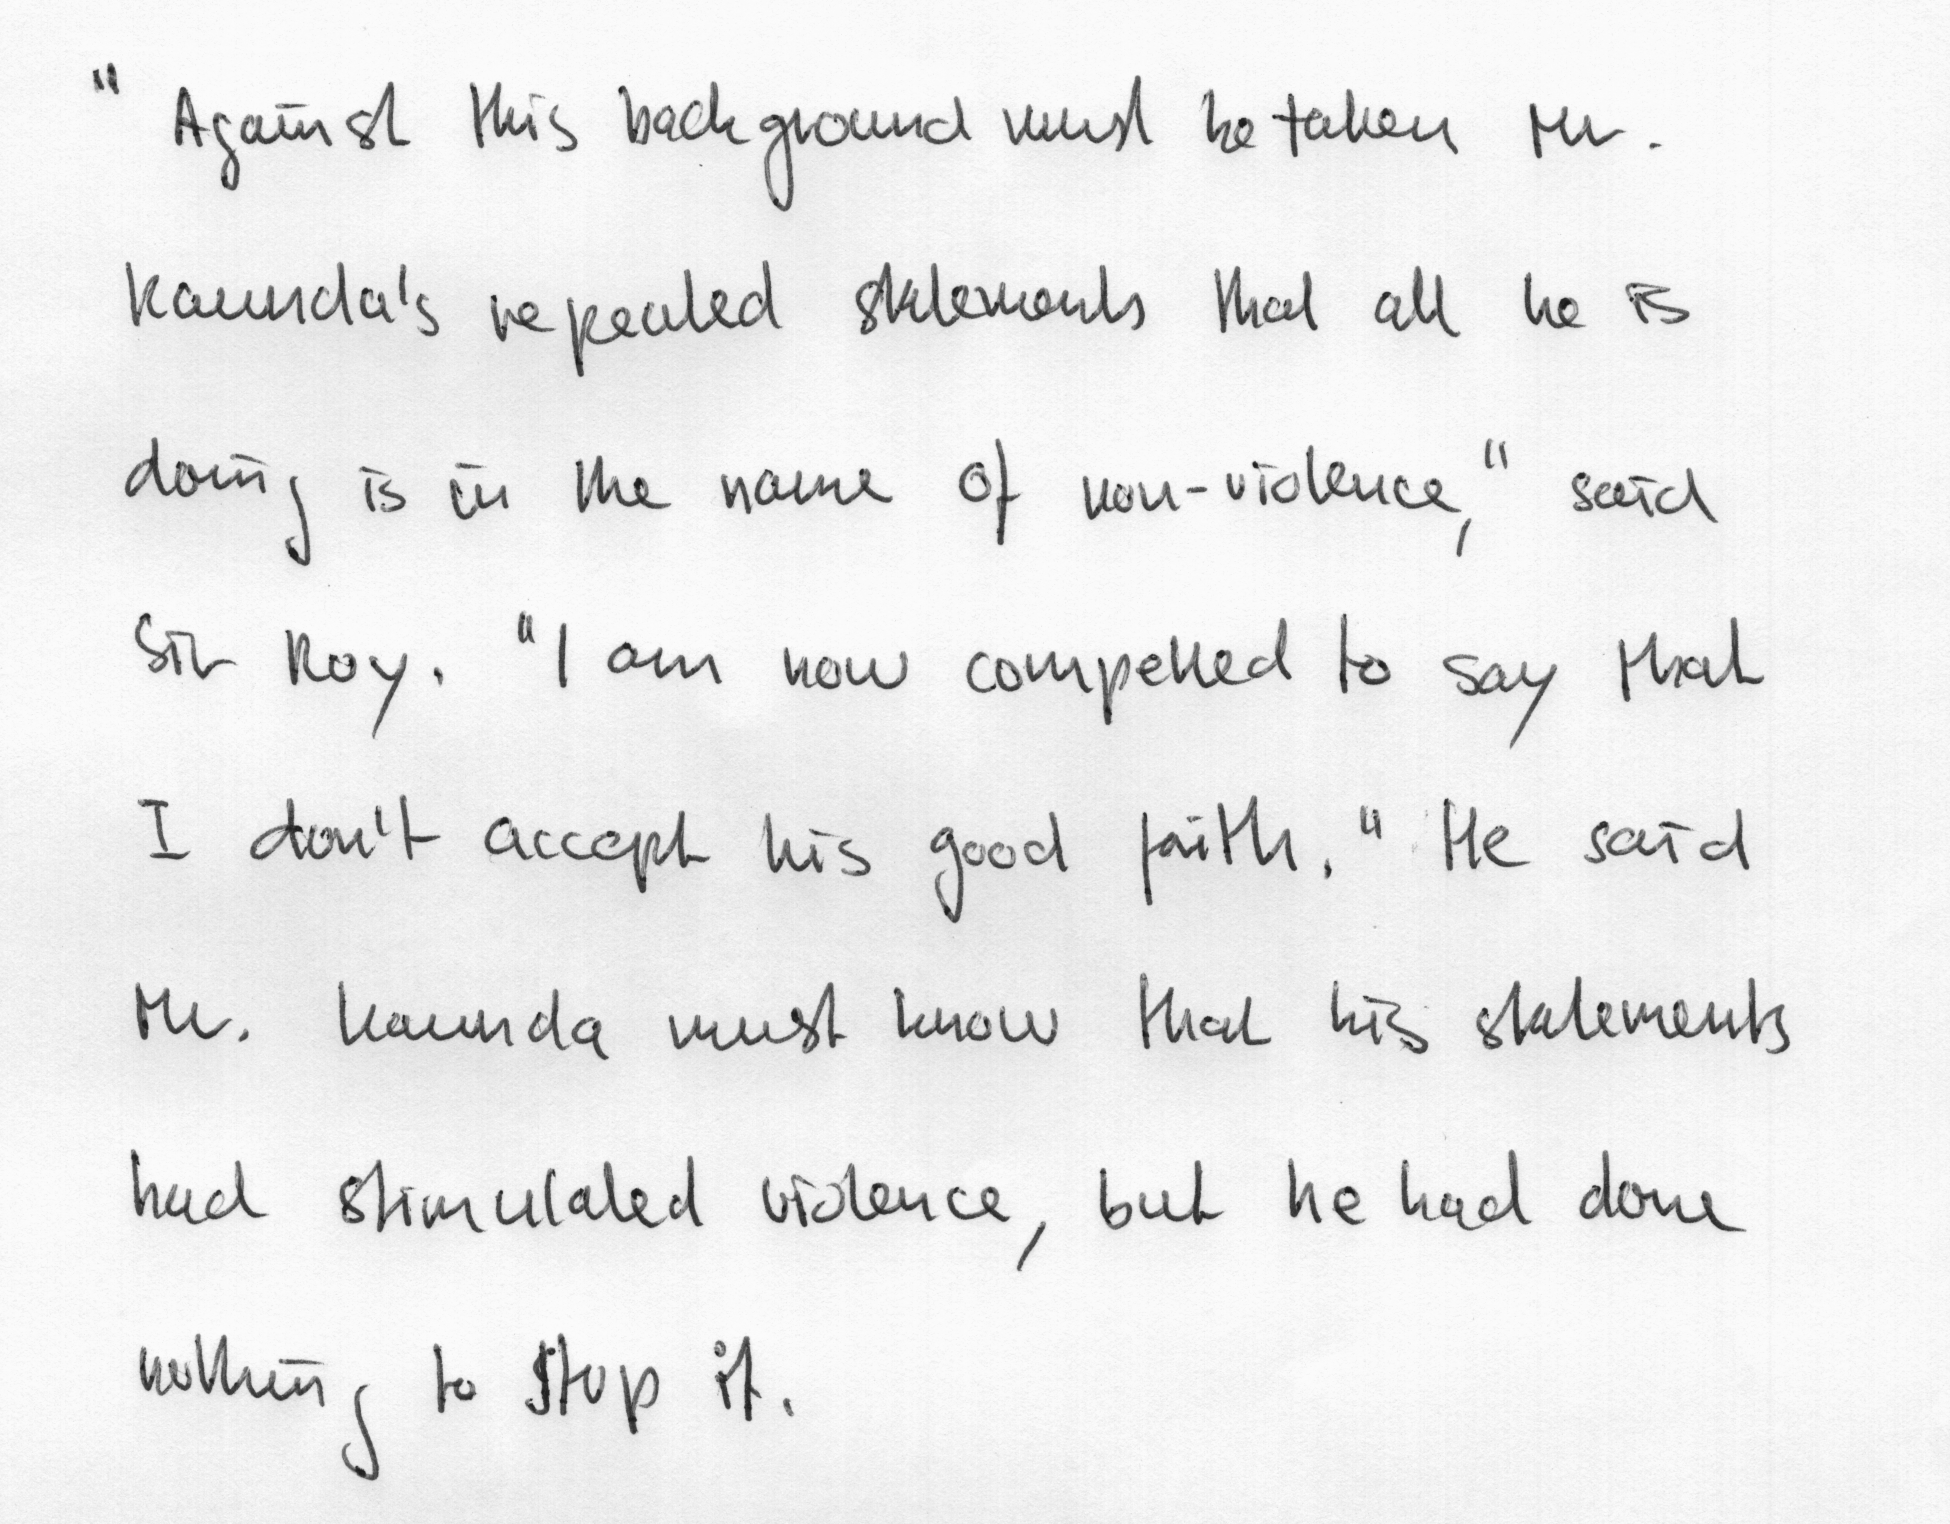 " Against this background must be taken Mr.
Kaunda's repeated statements that all he is
doing is in the name of non-violence," said
Sir Roy. "I am now compelled to say that
I don't accept his good faith." He said
Mr. Kaunda must know that his statements
had stimulated violence, but he had done
nothing to stop it.